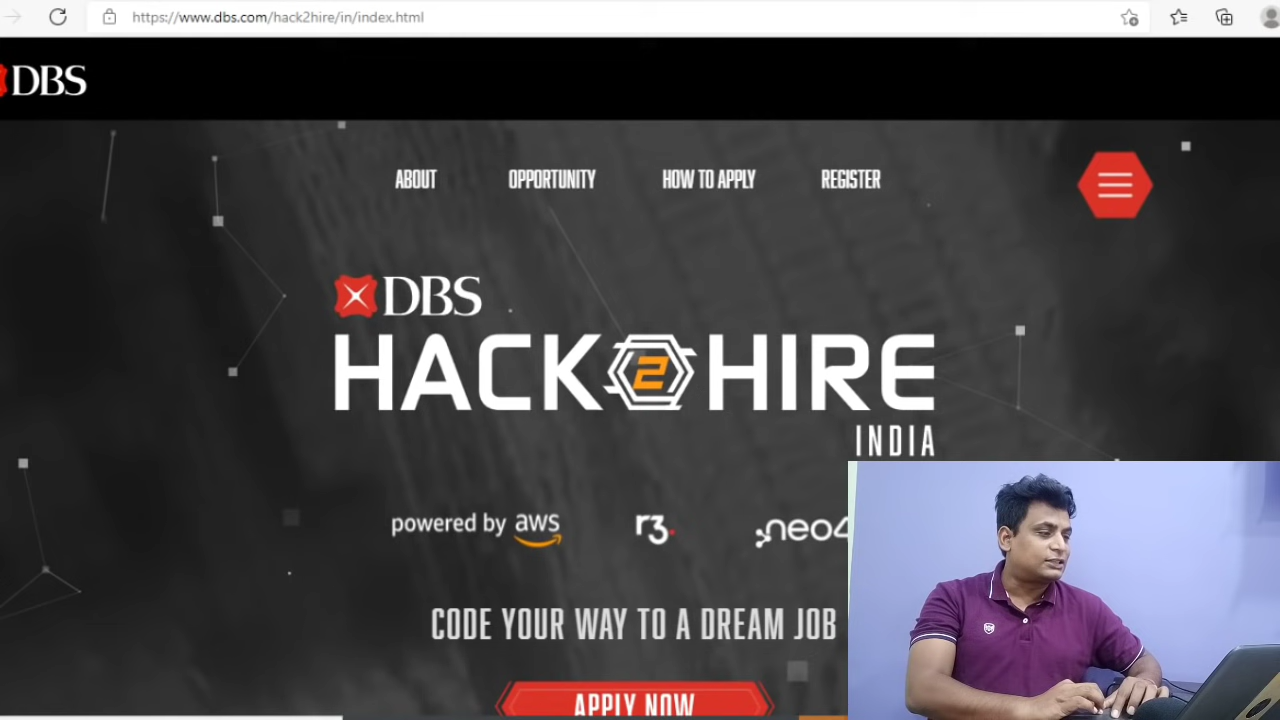 https://www.dbs.com/hack2hire/in/index.html
DBS
ABOUT OPPORTUNITY HOW TO APPLY REGISTER
DBS
HACK 2 HIRE
INDIA
powered by aws r3. neo4
CODE YOUR WAY TO A DREAM JOB
APPLY NOW